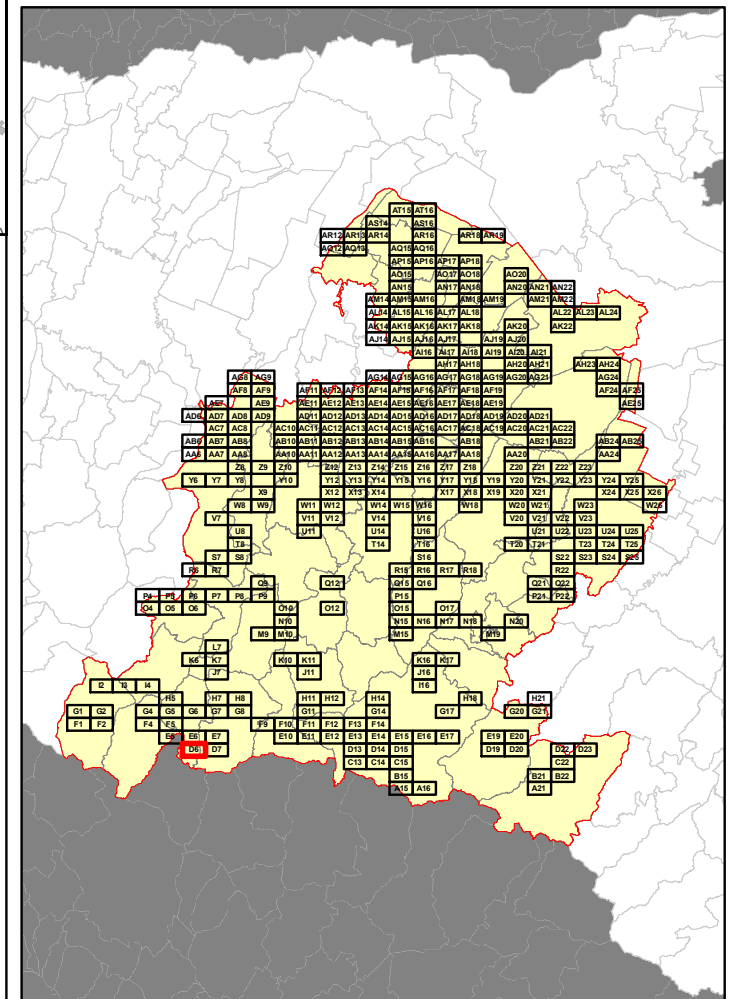 AT15 AT16
AS14 AS16
AR12 AR13 AR14 AR16 AR18 AR19
AQ12 AQ13 AQ15 AQ16
AP15 AP16 AP17 AP18
AO15 AO17 AO18 AO20
AN15 AN17 AN18 AN20 AN21 AN22
AM14 AM15 AM16 AM18 AM19 AM21 AM22
AL14 AL15 AL16 AL17 AL18 AL22 AL23 AL24
AK14 AK15 AK16 AK17 AK18 AK20 AK22
AJ14 AJ15 AJ16 AJ17 AJ19 AJ20
AI16 AI17 AI18 AI19 AI20 AI21
AH17 AH18 AH20 AH21 AH23 AH24
AG8 AG9 AG14 AG15 AG16 AG17 AG18 AG19 AG20 AG21 AG24
AF8 AF9 AF11 AF12 AF13 AF14 AF15 AF16 AF17 AF18 AF19 AF24 AF25
AE7 AE9 AE11 AE12 AE13 AE14 AE15 AE16 AE17 AE18 AE19 AE25
AD6 AD7 AD8 AD9 AD11 AD12 AD13 AD14 AD15 AD16 AD17 AD18 AD19 AD20 AD21
AC7 AC8 AC10 AC11 AC12 AC13 AC14 AC15 AC16 AC17 AC18 AC19 AC20 AC21 AC22
AB6 AB7 AB8 AB10 AB11 AB12 AB13 AB14 AB15 AB16 AB18 AB21 AB22 AB24 AB25
AA6 AA7 AA8 AA10 AA11 AA12 AA13 AA14 AA15 AA16 AA17 AA18 AA20 AA24
Z8 Z9 Z10 Z12 Z13 Z14 Z15 Z16 Z17 Z18 Z20 Z21 Z22 Z23
Y6 Y7 Y8 Y10 Y12 Y13 Y14 Y15 Y16 Y17 Y18 Y19 Y20 Y21 Y22 Y23 Y24 Y25
X9 X12 X13 X14 X17 X18 X19 X20 X21 X24 X25 X26
W8 W9 W11 W12 W14 W15 W16 W18 W20 W21 W23 W26
V7 V11 V12 V14 V16 V20 V21 V22 V23
U8 U11 U14 U16 U21 U22 U23 U24 U25
T8 T14 T16 T20 T21 T23 T24 T25
S7 S8 S16 S22 S23 S24 S25
R6 R7 R15 R16 R17 R18 R22
Q9 Q12 Q15 Q16 Q21 Q22
P4 P5 P6 P7 P8 P9 P15 P21 P22
O4 O5 O6 O10 O12 O15 O17
N10 N15 N16 N17 N18 N20
M9 M10 M15 M19
L7
K6 K7 K10 K11 K16 K17
J7 J11 J16
I2 I3 I4 I16
H5 H7 H8 H11 H12 H14 H18 H21
G1 G2 G4 G5 G6 G7 G8 G11 G17 G20 G21
F1 F2 F4 F5 F9 F10 F11 F12 F13 F14
E5 E6 E7 E10 E11 E12 E13 E14 E15 E16 E17 E19 E20
D6 D7 D13 D14 D15 D19 D20 D22 D23
C13 C14 C15 C22
B15 B21 B22
A15 A16 A21